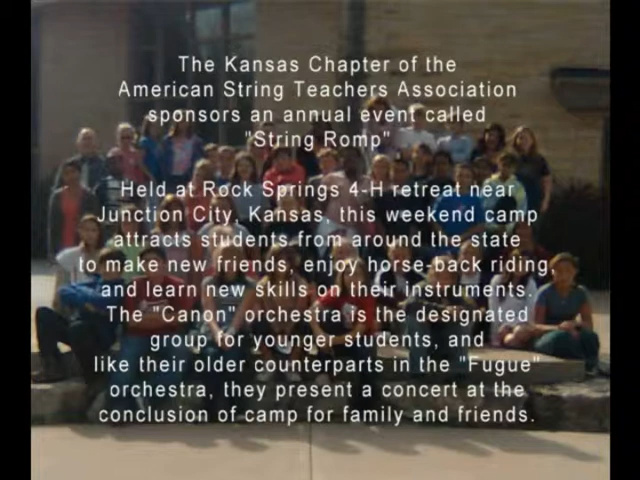 The Kansas Chapter of the
American String Teachers Association
sponsors an annual event called
"String Romp"
Held at Rock Springs 4-H retreat near
Junction City, Kansas, this weekend camp
attracts students from around the state
to make new friends, enjoy horse-back riding,
and learn new skills on their instruments.
The "Canon" orchestra is the designated
group for younger students, and
like their older counterparts in the "Fugue"
orchestra, they present a concert at the
conclusion of camp for family and friends.